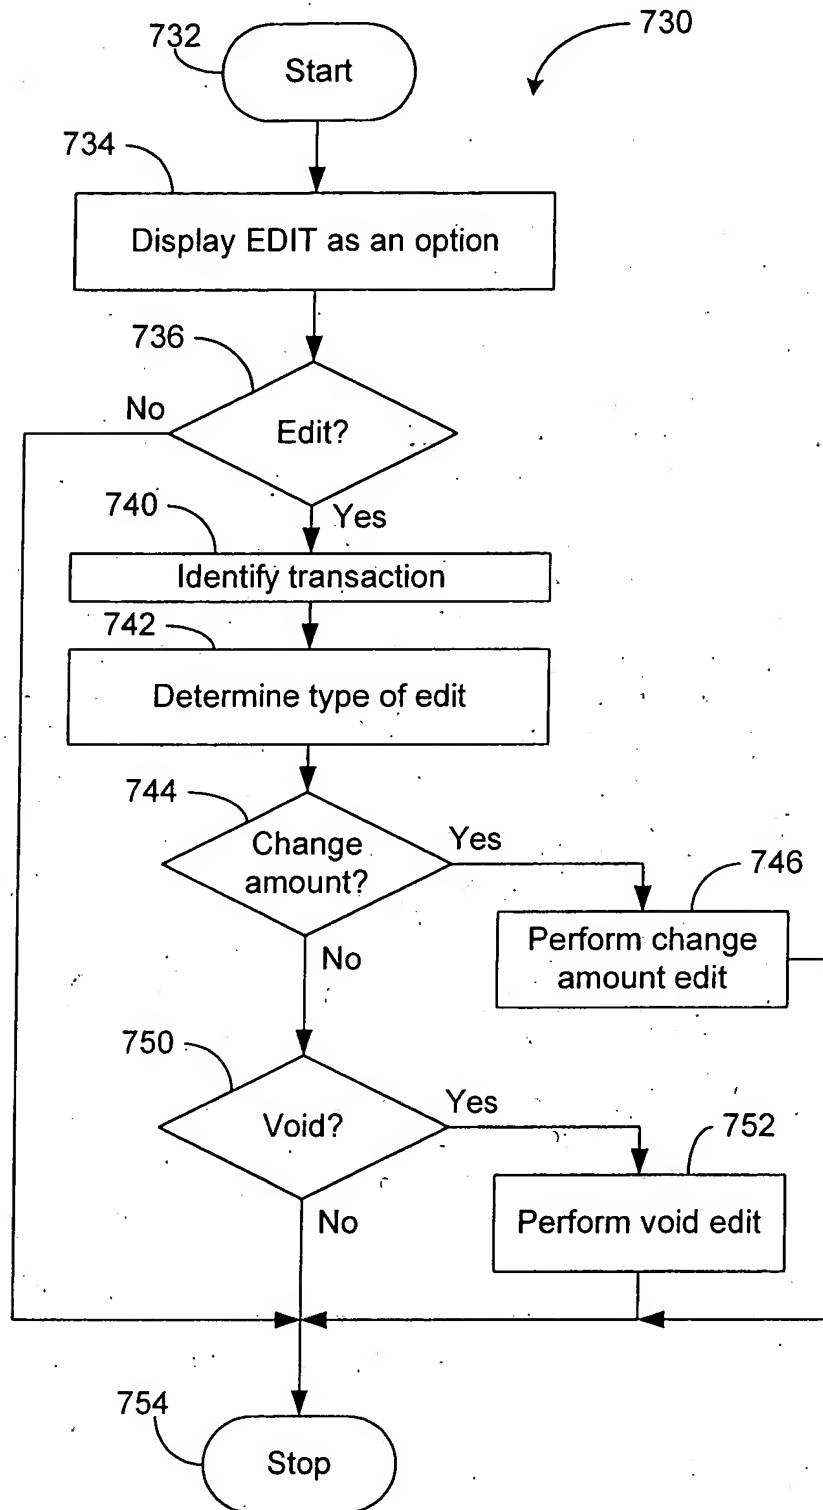 730
732
Start
734
Display EDIT as an option
736
No
Edit?
Yes
740
Identify transaction
742
Determine type of edit
744
Change
amount?
Yes
746
Perform change
amount edit
No
750
Void?
Yes
752
Perform void edit
No
754
Stop